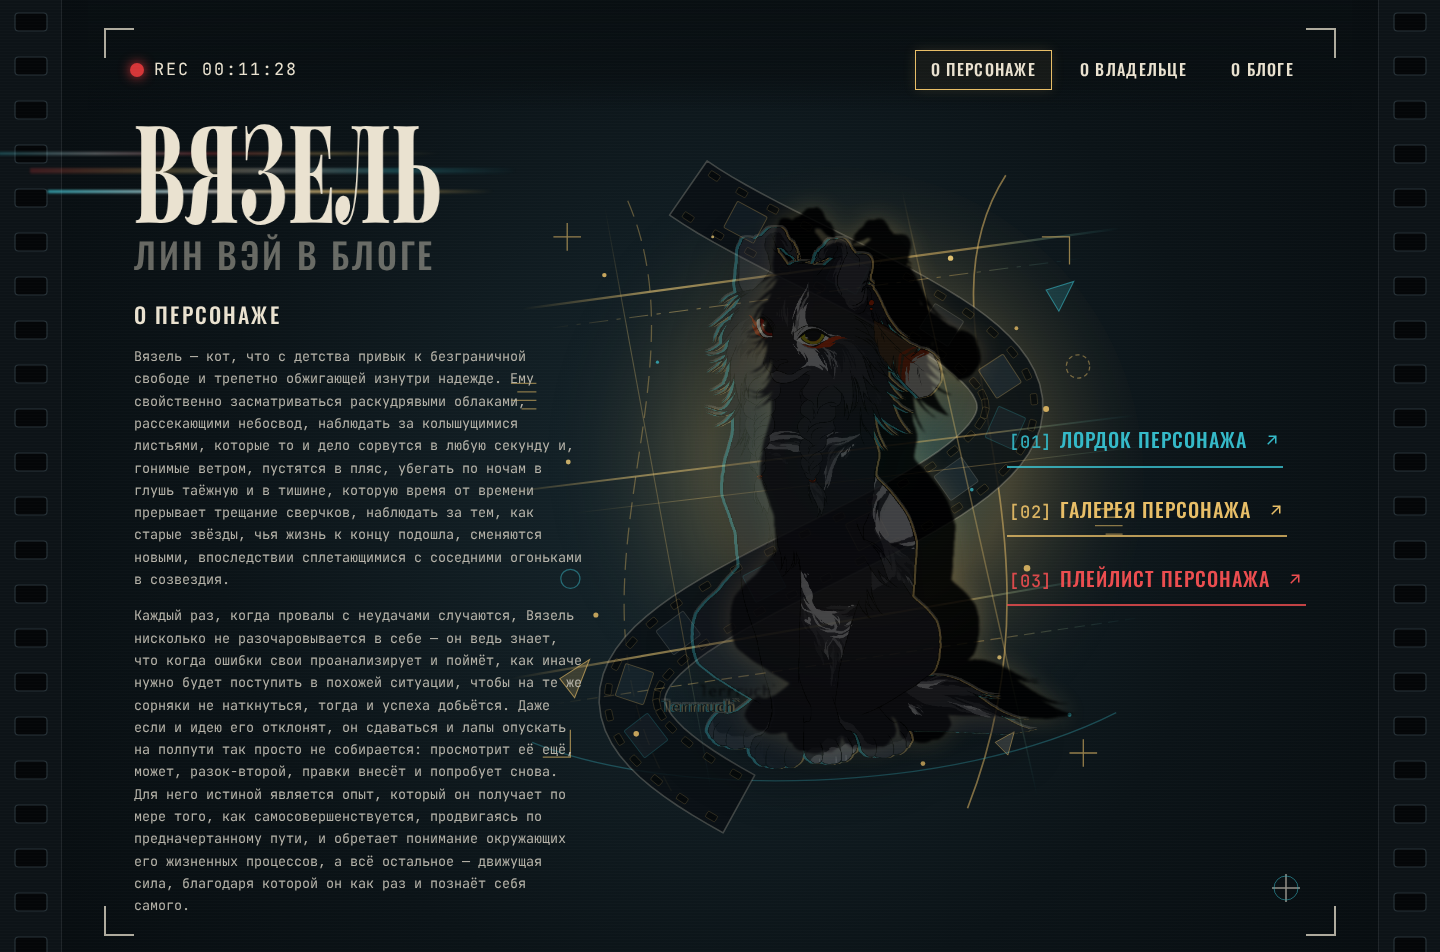 REC 00:11:28
О ПЕРСОНАЖЕ
О ВЛАДЕЛЬЦЕ
О БЛОГЕ
ВЯЗЕЛЬ
ЛИН ВЭЙ В БЛОГЕ
О ПЕРСОНАЖЕ
Вязель — кот, что с детства привык к безграничной
свободе и трепетно обжигающей изнутри надежде. Ему
свойственно засматриваться раскудрявыми облаками,
рассекающими небосвод, наблюдать за колышущимися
листьями, которые то и дело сорвутся в любую секунду и,
гонимые ветром, пустятся в пляс, убегать по ночам в
глушь таёжную и в тишине, которую время от времени
прерывает трещание сверчков, наблюдать за тем, как
старые звёзды, чья жизнь к концу подошла, сменяются
новыми, впоследствии сплетающимися с соседними огоньками
в созвездия.
Каждый раз, когда провалы с неудачами случаются, Вязель
нисколько не разочаровывается в себе — он ведь знает,
что когда ошибки свои проанализирует и поймёт, как иначе
нужно будет поступить в похожей ситуации, чтобы на те же
сорняки не наткнуться, тогда и успеха добьётся. Даже
если и идею его отклонят, он сдаваться и лапы опускать
на полпути так просто не собирается: просмотрит её ещё,
может, разок-второй, правки внесёт и попробует снова.
Для него истиной является опыт, который он получает по
мере того, как самосовершенствуется, продвигаясь по
предначертанному пути, и обретает понимание окружающих
его жизненных процессов, а всё остальное — движущая
сила, благодаря которой он как раз и познаёт себя
самого.
[01] ЛОРДОК ПЕРСОНАЖА ↗
[02] ГАЛЕРЕЯ ПЕРСОНАЖА ↗
[03] ПЛЕЙЛИСТ ПЕРСОНАЖА ↗